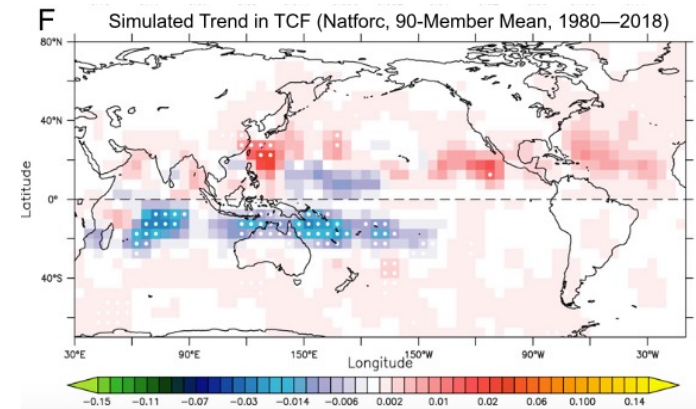 F Simulated Trend in TCF (Natforc, 90-Member Mean, 1980—2018)
80°N
40°N
Latitude
0°
40°S
30°E 90°E 150°E 150°W 90°W 30°W
Longitude
−0.15 −0.11 −0.07 −0.03 −0.014 −0.006 0.002 0.01 0.02 0.06 0.100 0.14